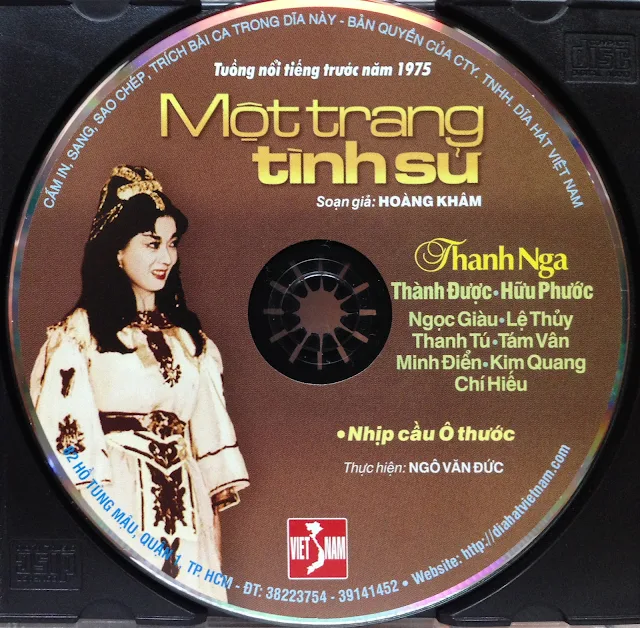 CẤM IN, SANG, SAO CHÉP, TRÍCH BÀI CA TRONG DĨA NÀY - BẢN QUYỀN CỦA CTY. TNHH. DĨA HÁT VIỆT NAM
Tuồng nổi tiếng trước năm 1975
Một trang
tình sử
Soạn giả: HOÀNG KHÂM
Thanh Nga
Thành Được • Hữu Phước
Ngọc Giàu • Lệ Thủy
Thanh Tú • Tám Vân
Minh Điển • Kim Quang
Chí Hiếu
• Nhịp cầu Ô thước
Thực hiện: NGÔ VĂN ĐỨC
VIỆT NAM
62 HỒ TÙNG MẬU, QUẬN 1, TP. HCM - ĐT: 38223754 - 39141452 • Website: http://diahatvietnam.com